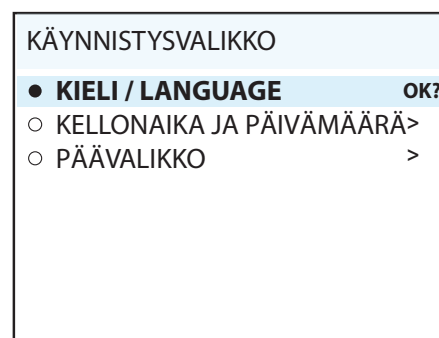 KÄYNNISTYSVALIKKO
KIELI / LANGUAGE OK?
KELLONAIKA JA PÄIVÄMÄÄRÄ>
PÄÄVALIKKO >